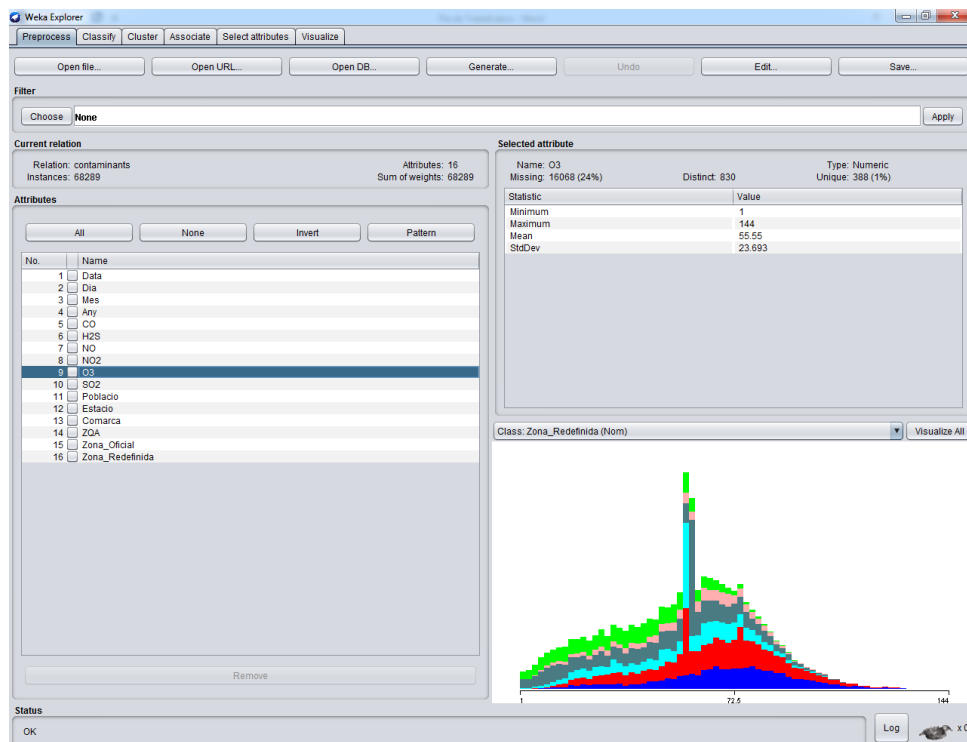 Weka Explorer
Preprocess Classify Cluster Associate Select attributes Visualize
Open file... Open URL... Open DB... Generate... Undo Edit... Save...
Filter
Choose None Apply
Current relation
Relation: contaminants Attributes: 16
Instances: 68289 Sum of weights: 68289
Selected attribute
Name: O3 Type: Numeric
Missing: 16068 (24%) Distinct: 830 Unique: 388 (1%)
Statistic Value
Minimum 1
Maximum 144
Mean 55.55
StdDev 23.693
Attributes
All None Invert Pattern
No. Name
1 Data
2 Dia
3 Mes
4 Any
5 CO
6 H2S
7 NO
8 NO2
9 O3
10 SO2
11 Poblacio
12 Estacio
13 Comarca
14 ZQA
15 Zona_Oficial
16 Zona_Redefinida
Remove
Class: Zona_Redefinida (Nom) Visualize All
1 72.5 144
Status
OK
Log x 0